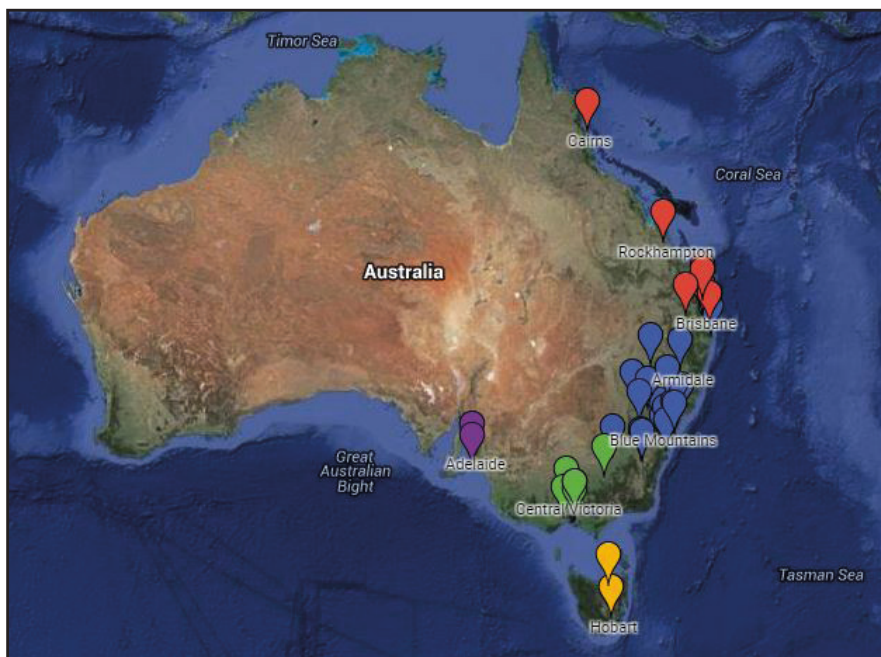 Timor Sea
Cairns
Coral Sea
Rockhampton
Australia
Brisbane
Armidale
Blue Mountains
Adelaide
Great
Australian
Bight
Central Victoria
Tasman Sea
Hobart